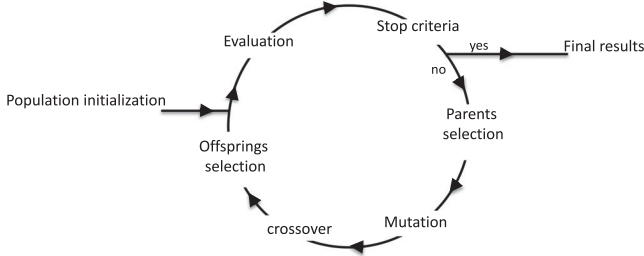 Evaluation
Stop criteria
yes
Final results
no
Population initialization
Parents
selection
Offsprings
selection
Mutation
crossover